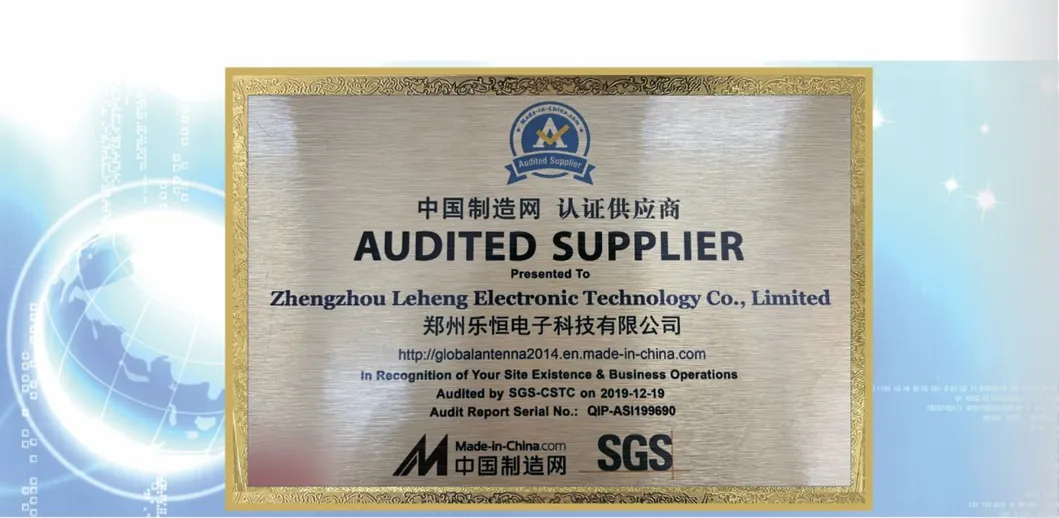 Made-in-China.com
A
Audited Supplier
中国制造网 认证供应商
AUDITED SUPPLIER
Presented To
Zhengzhou Leheng Electronic Technology Co., Limited
郑州乐恒电子科技有限公司
http://globalantenna2014.en.made-in-china.com
In Recognition of Your Site Existence & Business Operations
Audited by SGS-CSTC on 2019-12-19
Audit Report Serial No.: QIP-ASI199690
Made-in-China.com
中国制造网
SGS